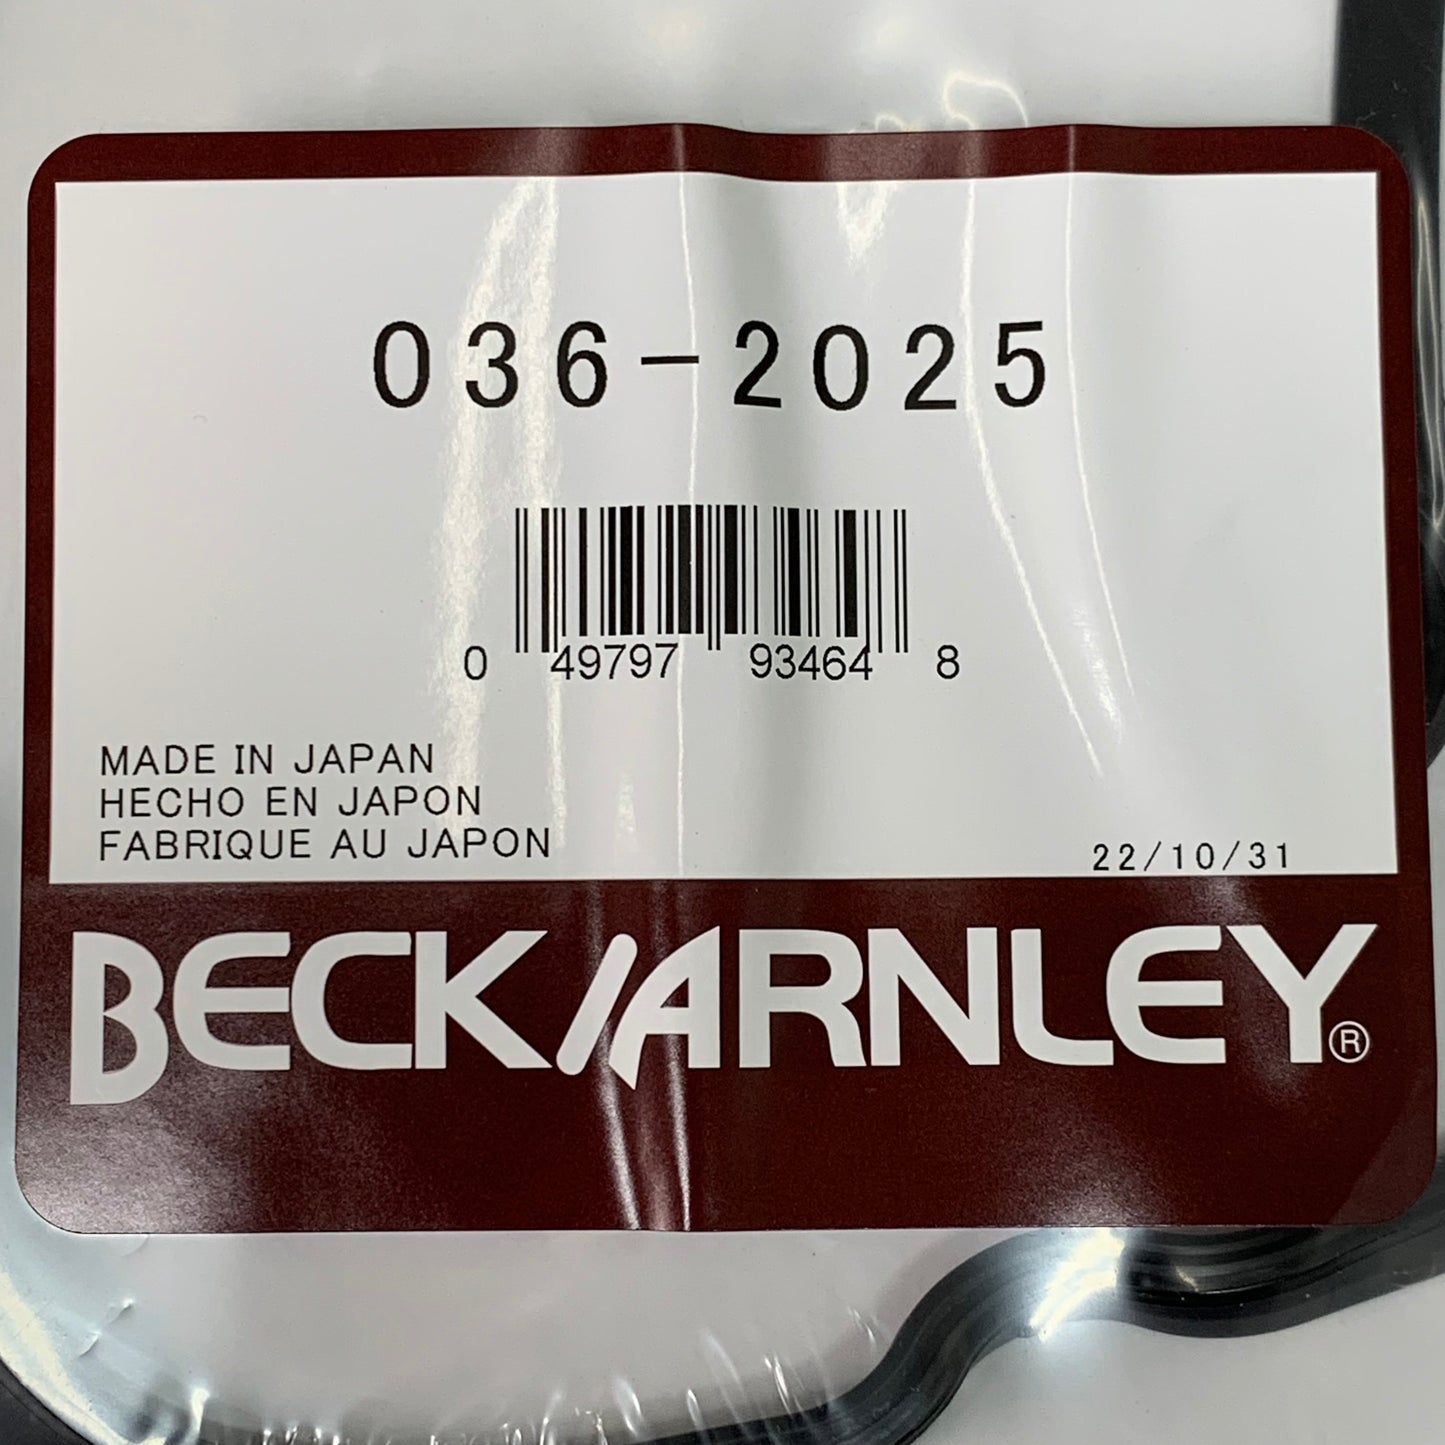 036-2025
0 49797 93464 8
MADE IN JAPAN
HECHO EN JAPON
FABRIQUE AU JAPON
22/10/31
BECK/ARNLEY®